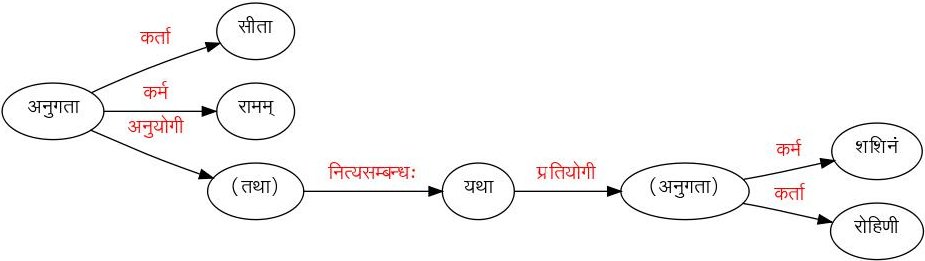 सीता
कर्ता
अनुगता
कर्म
रामम्
अनुयोगी
(तथा)
नित्यसम्बन्धः
यथा
प्रतियोगी
(अनुगता)
कर्म
शशिनं
कर्ता
रोहिणी